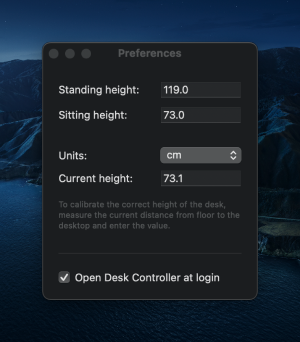 Preferences
Standing height: 119.0
Sitting height: 73.0
Units: cm
Current height: 73.1
To calibrate the correct height of the desk,
measure the current distance from floor to the
desktop and enter the value.
Open Desk Controller at login